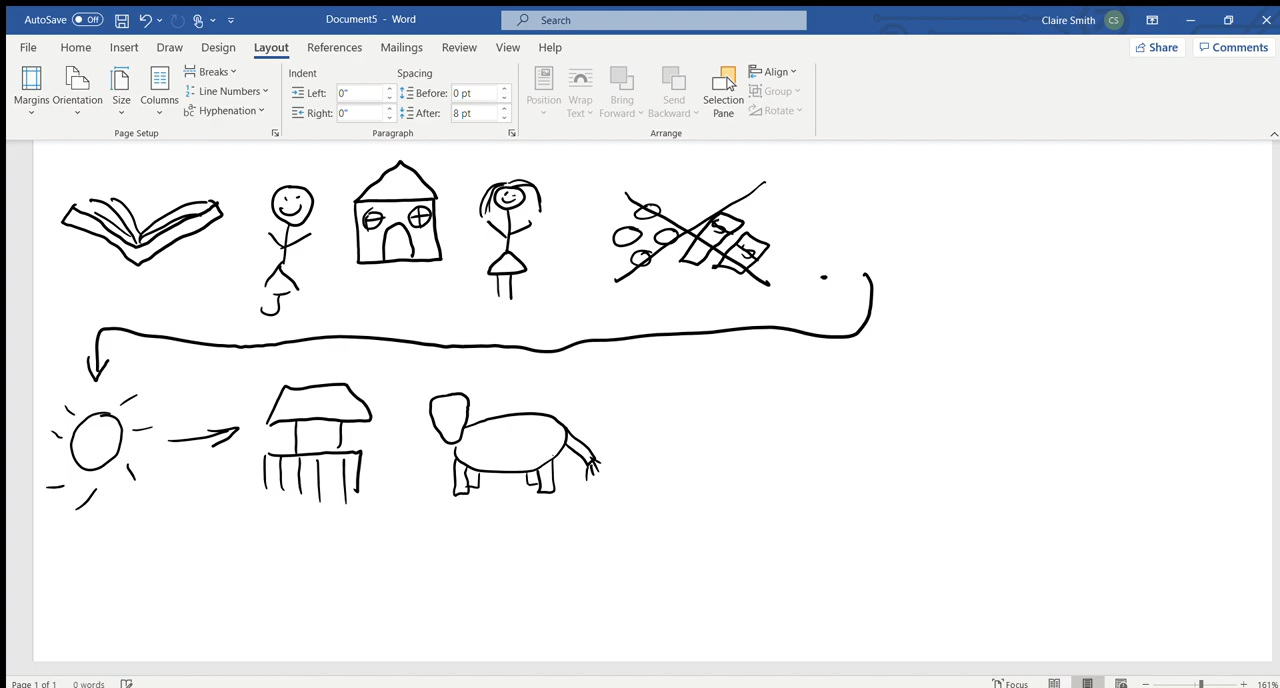 AutoSave Off Document5 - Word Search Claire Smith CS
File Home Insert Draw Design Layout References Mailings Review View Help Share Comments
Margins Orientation Size Columns Breaks Line Numbers Hyphenation
Page Setup
Indent Spacing
Left: 0" Before: 0 pt
Right: 0" After: 8 pt
Paragraph
Position Wrap Text Bring Forward Send Backward Selection Pane Align Group Rotate
Arrange
J
$ $
Page 1 of 1 0 words Focus 161%